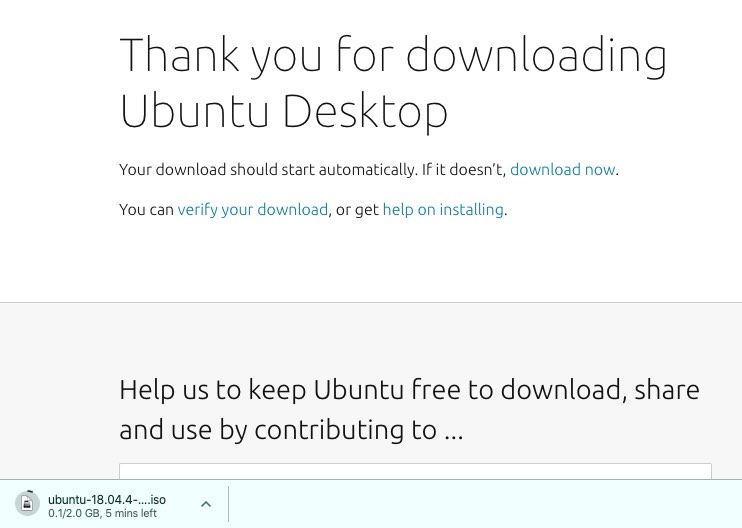 Thank you for downloading
Ubuntu Desktop
Your download should start automatically. If it doesn’t, download now.
You can verify your download, or get help on installing.
Help us to keep Ubuntu free to download, share
and use by contributing to ...
ubuntu-18.04.4-....iso
0.1/2.0 GB, 5 mins left